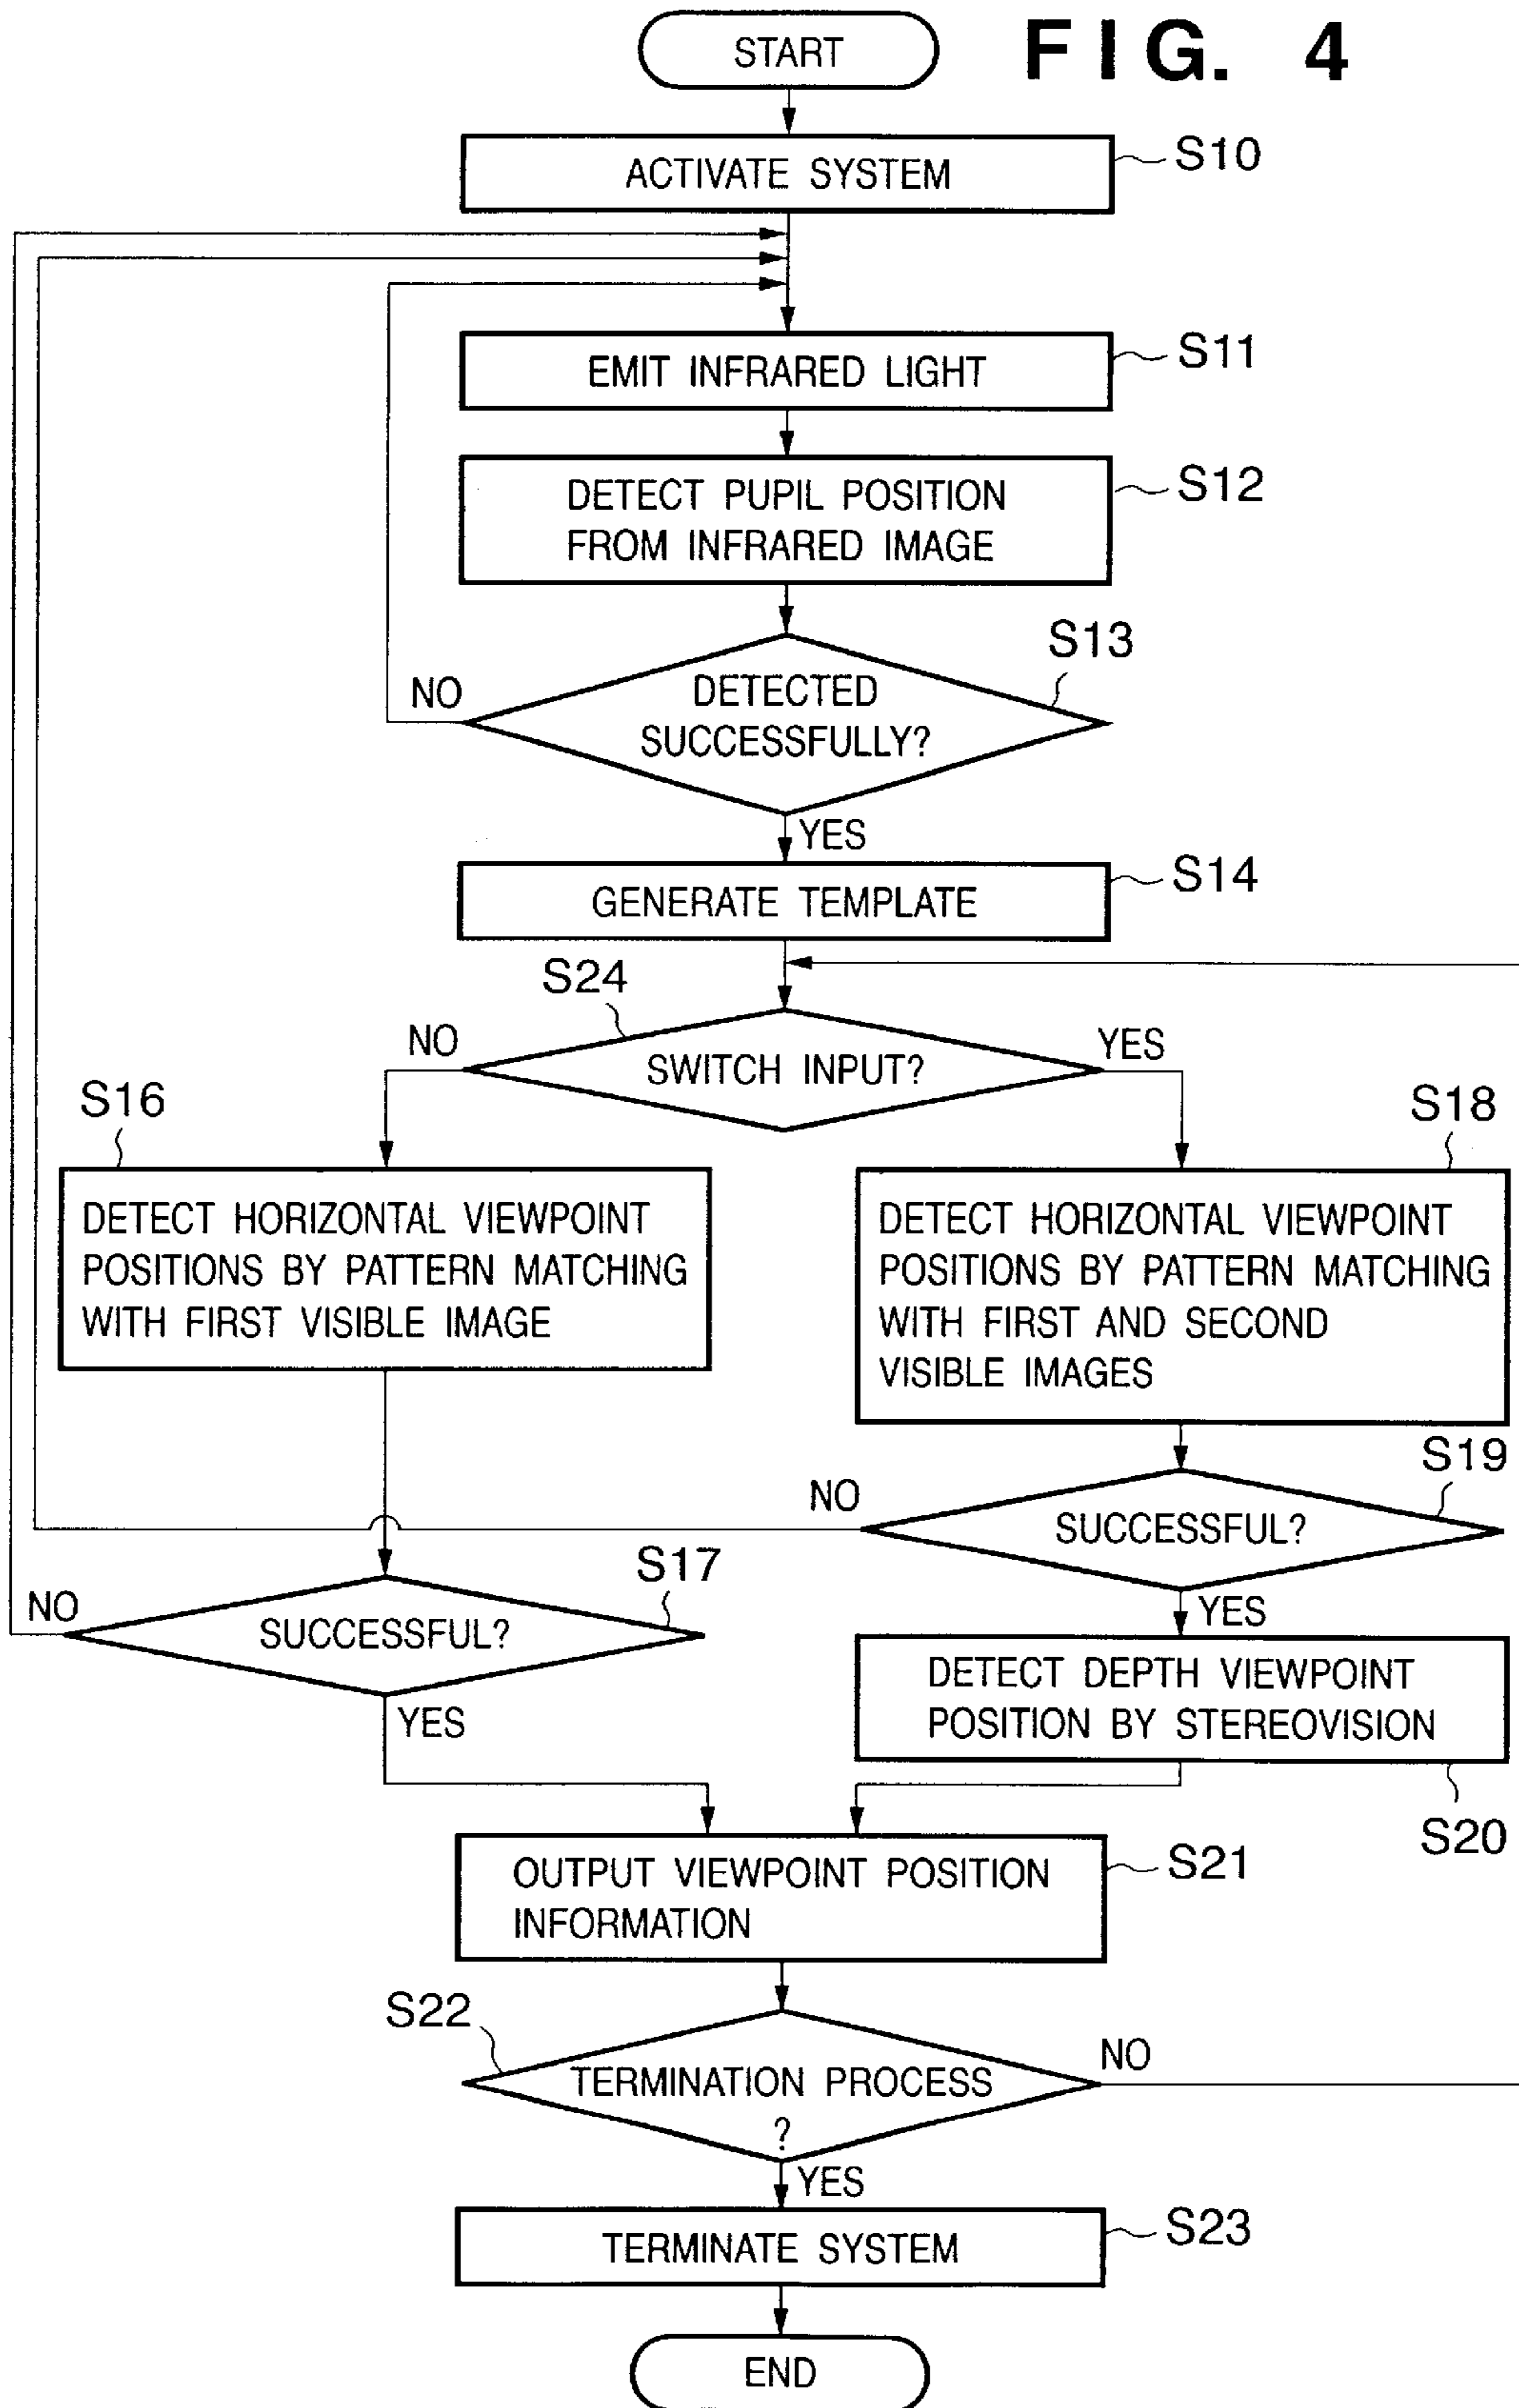 START
FIG. 4
ACTIVATE SYSTEM
S10
EMIT INFRARED LIGHT
S11
DETECT PUPIL POSITION
FROM INFRARED IMAGE
S12
S13
DETECTED
SUCCESSFULLY?
NO
YES
GENERATE TEMPLATE
S14
S24
NO
SWITCH INPUT?
YES
S16
DETECT HORIZONTAL VIEWPOINT
POSITIONS BY PATTERN MATCHING
WITH FIRST VISIBLE IMAGE
S18
DETECT HORIZONTAL VIEWPOINT
POSITIONS BY PATTERN MATCHING
WITH FIRST AND SECOND
VISIBLE IMAGES
S19
NO
SUCCESSFUL?
YES
S17
NO
SUCCESSFUL?
YES
DETECT DEPTH VIEWPOINT
POSITION BY STEREOVISION
S20
OUTPUT VIEWPOINT POSITION
INFORMATION
S21
S22
TERMINATION PROCESS
?
NO
YES
TERMINATE SYSTEM
S23
END